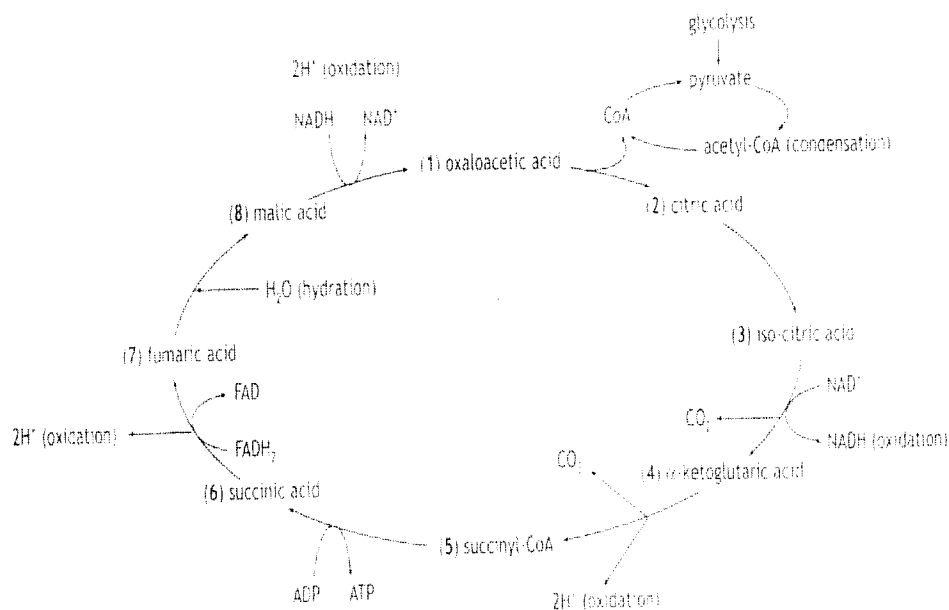 glycolysis
2H⁺ (oxidation)
pyruvate
NADH
NAD⁺
CoA
acetyl-CoA (condensation)
(1) oxaloacetic acid
(2) citric acid
(8) malic acid
H₂O (hydration)
(3) iso-citric acid
(7) fumaric acid
FAD
NAD⁺
CO₂
2H⁺ (oxication)
FADH₂
NADH (oxidation)
CO₂
(4) α-ketoglutaric acid
(6) succinic acid
(5) succinyl-CoA
ADP
ATP
2H⁺ (oxidation)